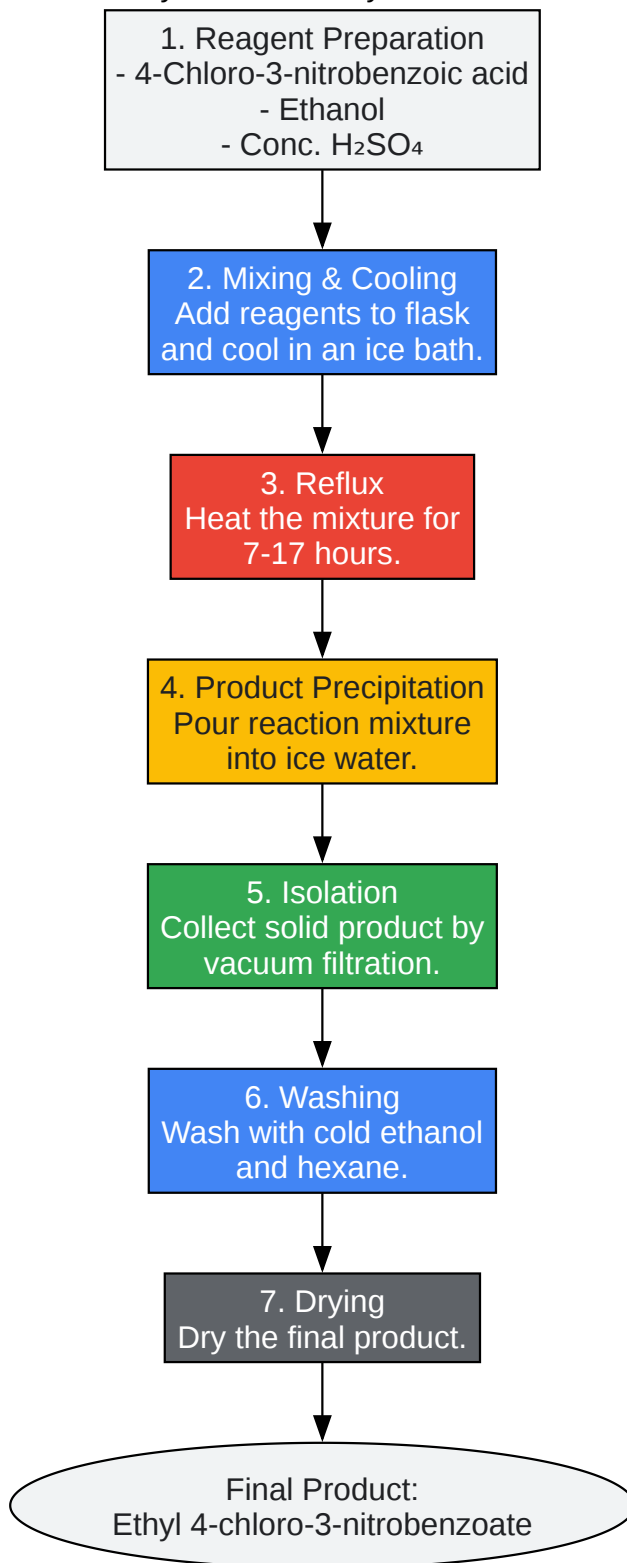 1. Reagent Preparation
- 4-Chloro-3-nitrobenzoic acid
- Ethanol
- Conc. H₂SO₄
2. Mixing & Cooling
Add reagents to flask
and cool in an ice bath.
3. Reflux
Heat the mixture for
7-17 hours.
4. Product Precipitation
Pour reaction mixture
into ice water.
5. Isolation
Collect solid product by
vacuum filtration.
6. Washing
Wash with cold ethanol
and hexane.
7. Drying
Dry the final product.
Final Product:
Ethyl 4-chloro-3-nitrobenzoate